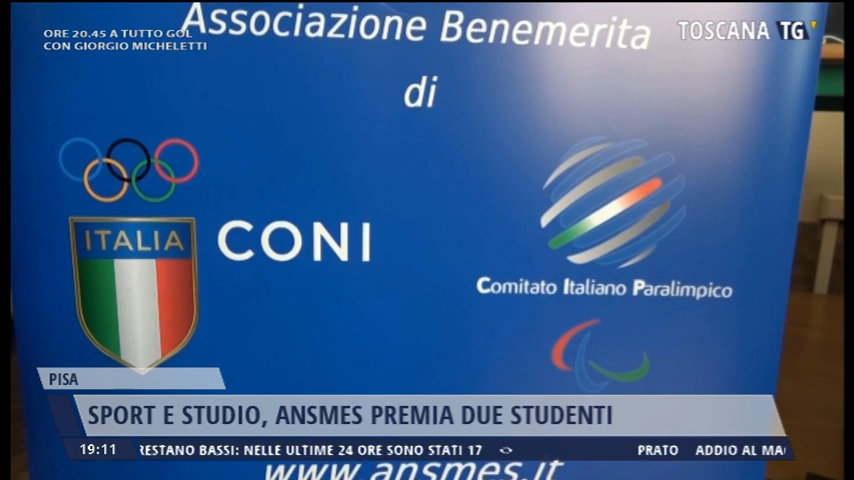 ORE 20.45 A TUTTO GOL
CON GIORGIO MICHELETTI
TOSCANA TG
Associazione Benemerita
di
ITALIA
CONI
Comitato Italiano Paralimpico
PISA
SPORT E STUDIO, ANSMES PREMIA DUE STUDENTI
19:11 RESTANO BASSI: NELLE ULTIME 24 ORE SONO STATI 17 PRATO ADDIO AL
www.ansmes.it